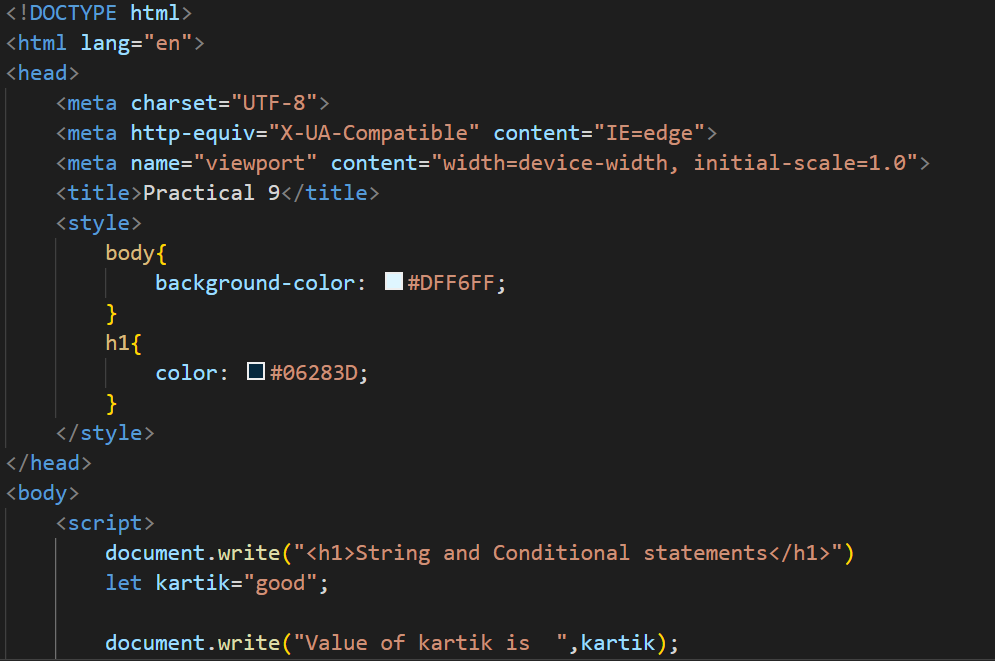 <!DOCTYPE html>
<html lang="en">
<head>
    <meta charset="UTF-8">
    <meta http-equiv="X-UA-Compatible" content="IE=edge">
    <meta name="viewport" content="width=device-width, initial-scale=1.0">
    <title>Practical 9</title>
    <style>
        body{
            background-color: #DFF6FF;
        }
        h1{
            color: #06283D;
        }
    </style>
</head>
<body>
    <script>
        document.write("<h1>String and Conditional statements</h1>")
        let kartik="good";

        document.write("Value of kartik is  ",kartik);